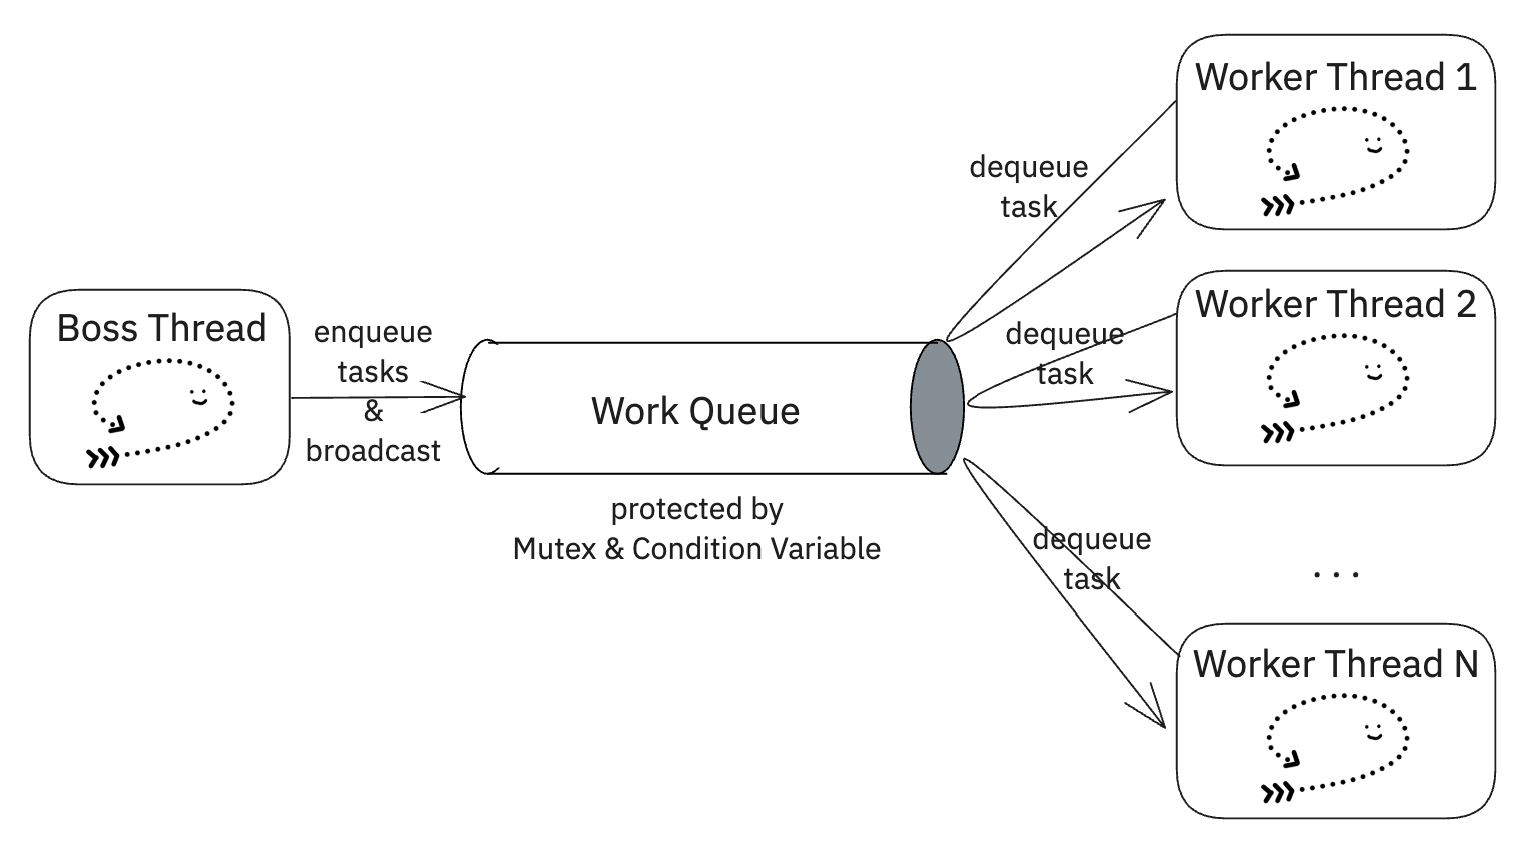 Boss Thread
enqueue
tasks
&
broadcast
Work Queue
protected by
Mutex & Condition Variable
dequeue
task
Worker Thread 1
dequeue
task
Worker Thread 2
dequeue
task
...
Worker Thread N